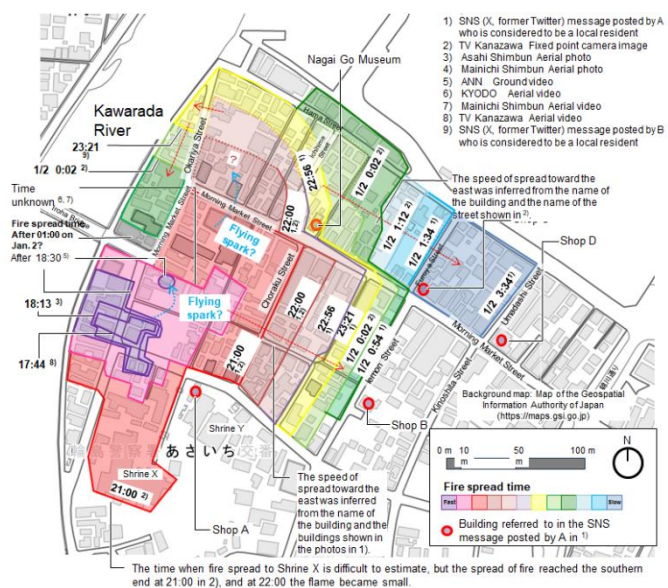 1) SNS (X, former Twitter) message posted by A
who is considered to be a local resident
2) TV Kanazawa Fixed point camera image
3) Asahi Shimbun Aerial photo
4) Mainichi Shimbun Aerial photo
5) ANN Ground video
6) KYODO Aerial video
7) Mainichi Shimbun Aerial video
8) TV Kanazawa Aerial video
9) SNS (X, former Twitter) message posted by B
who is considered to be a local resident
Nagai Go Museum
Kawarada
River
23:21
9)
1/2 0:02 2)
Time
unknown 6, 7)
Fire spread time
After 01:00 on
Jan. 2?
After 18:30 5)
18:13 3)
17:44 8)
Okariya Street
Hama Street
Morning Market Street
Morning Market Street
?
Flying
spark?
Flying
spark?
22:00
1, 2)
22:56 1)
1/2 0:02 2)
1/2 1:12 2)
1/2 1:34 1)
1/2 3:34 1)
The speed of spread toward the
east was inferred from the name
of the building and the name of the
street shown in 2).
Shop D
Umadashi Street
Morning Market Street
Choraku Street
21:00
1, 2)
22:00
1, 2)
22:56
1)
23:21
1)
1/2 0:02 2)
1/2 0:54 1)
Kinoshita Street
Shop B
Background map: Map of the Geospatial
Information Authority of Japan
(https://maps.gsi.go.jp)
Shrine Y
あさいち
Shrine X
21:00 2)
Shop A
The speed of
spread toward the
east was inferred
from the name of
the building and the
buildings shown in
the photos in 1).
0 m 10
m
50
m
100 m
N
Fire spread time
Fast
Slow
Building referred to in the SNS
message posted by A in 1)
The time when fire spread to Shrine X is difficult to estimate, but the spread of fire reached the southern
end at 21:00 in 2), and at 22:00 the flame became small.